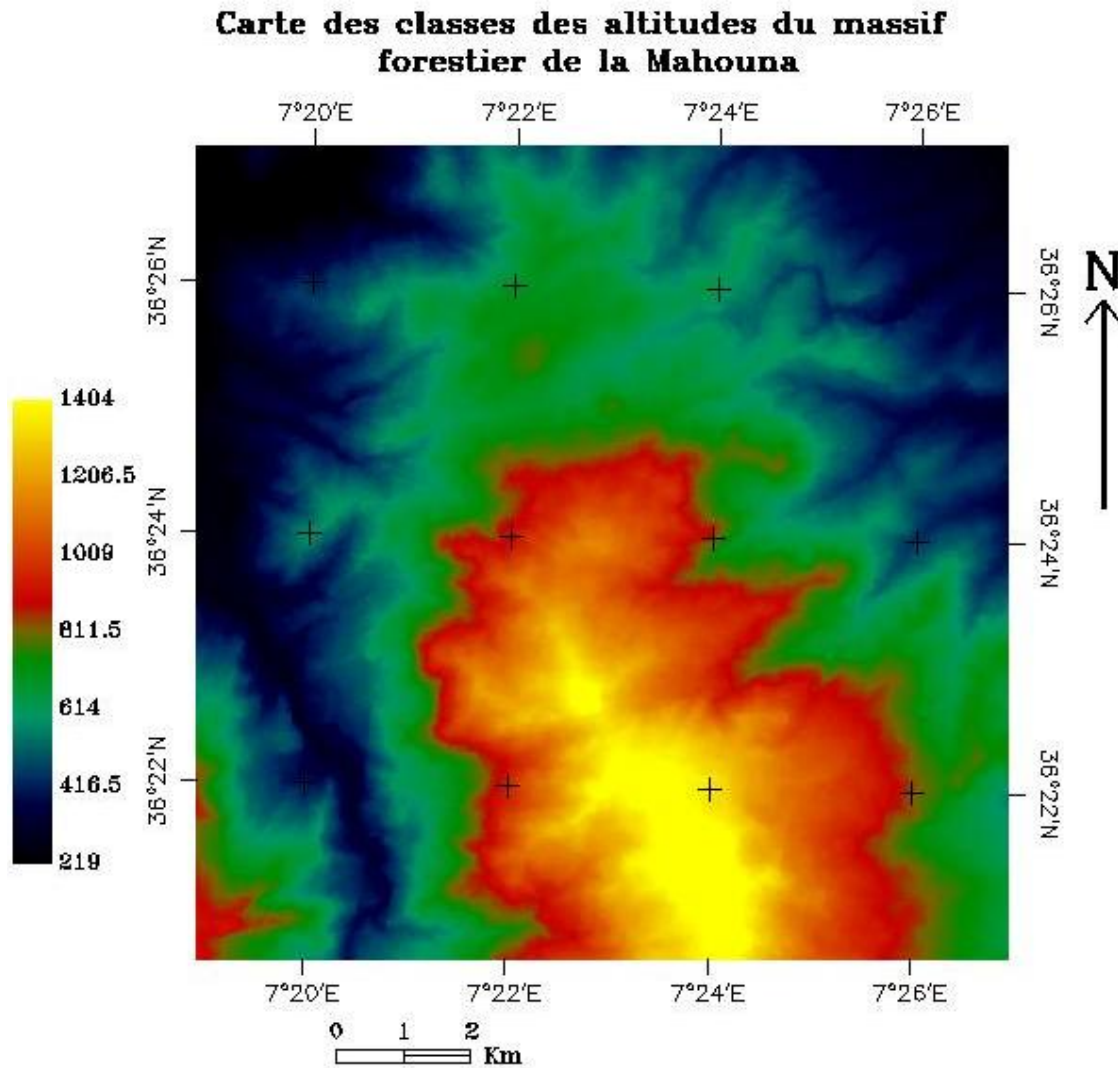 Carte des classes des altitudes du massif
forestier de la Mahouna
7°20'E 7°22'E 7°24'E 7°26'E
36°26'N
36°26'N
N
1404
1206.5
1009
811.5
614
416.5
219
36°24'N
36°24'N
36°22'N
36°22'N
7°20'E 7°22'E 7°24'E 7°26'E
0 1 2
Km